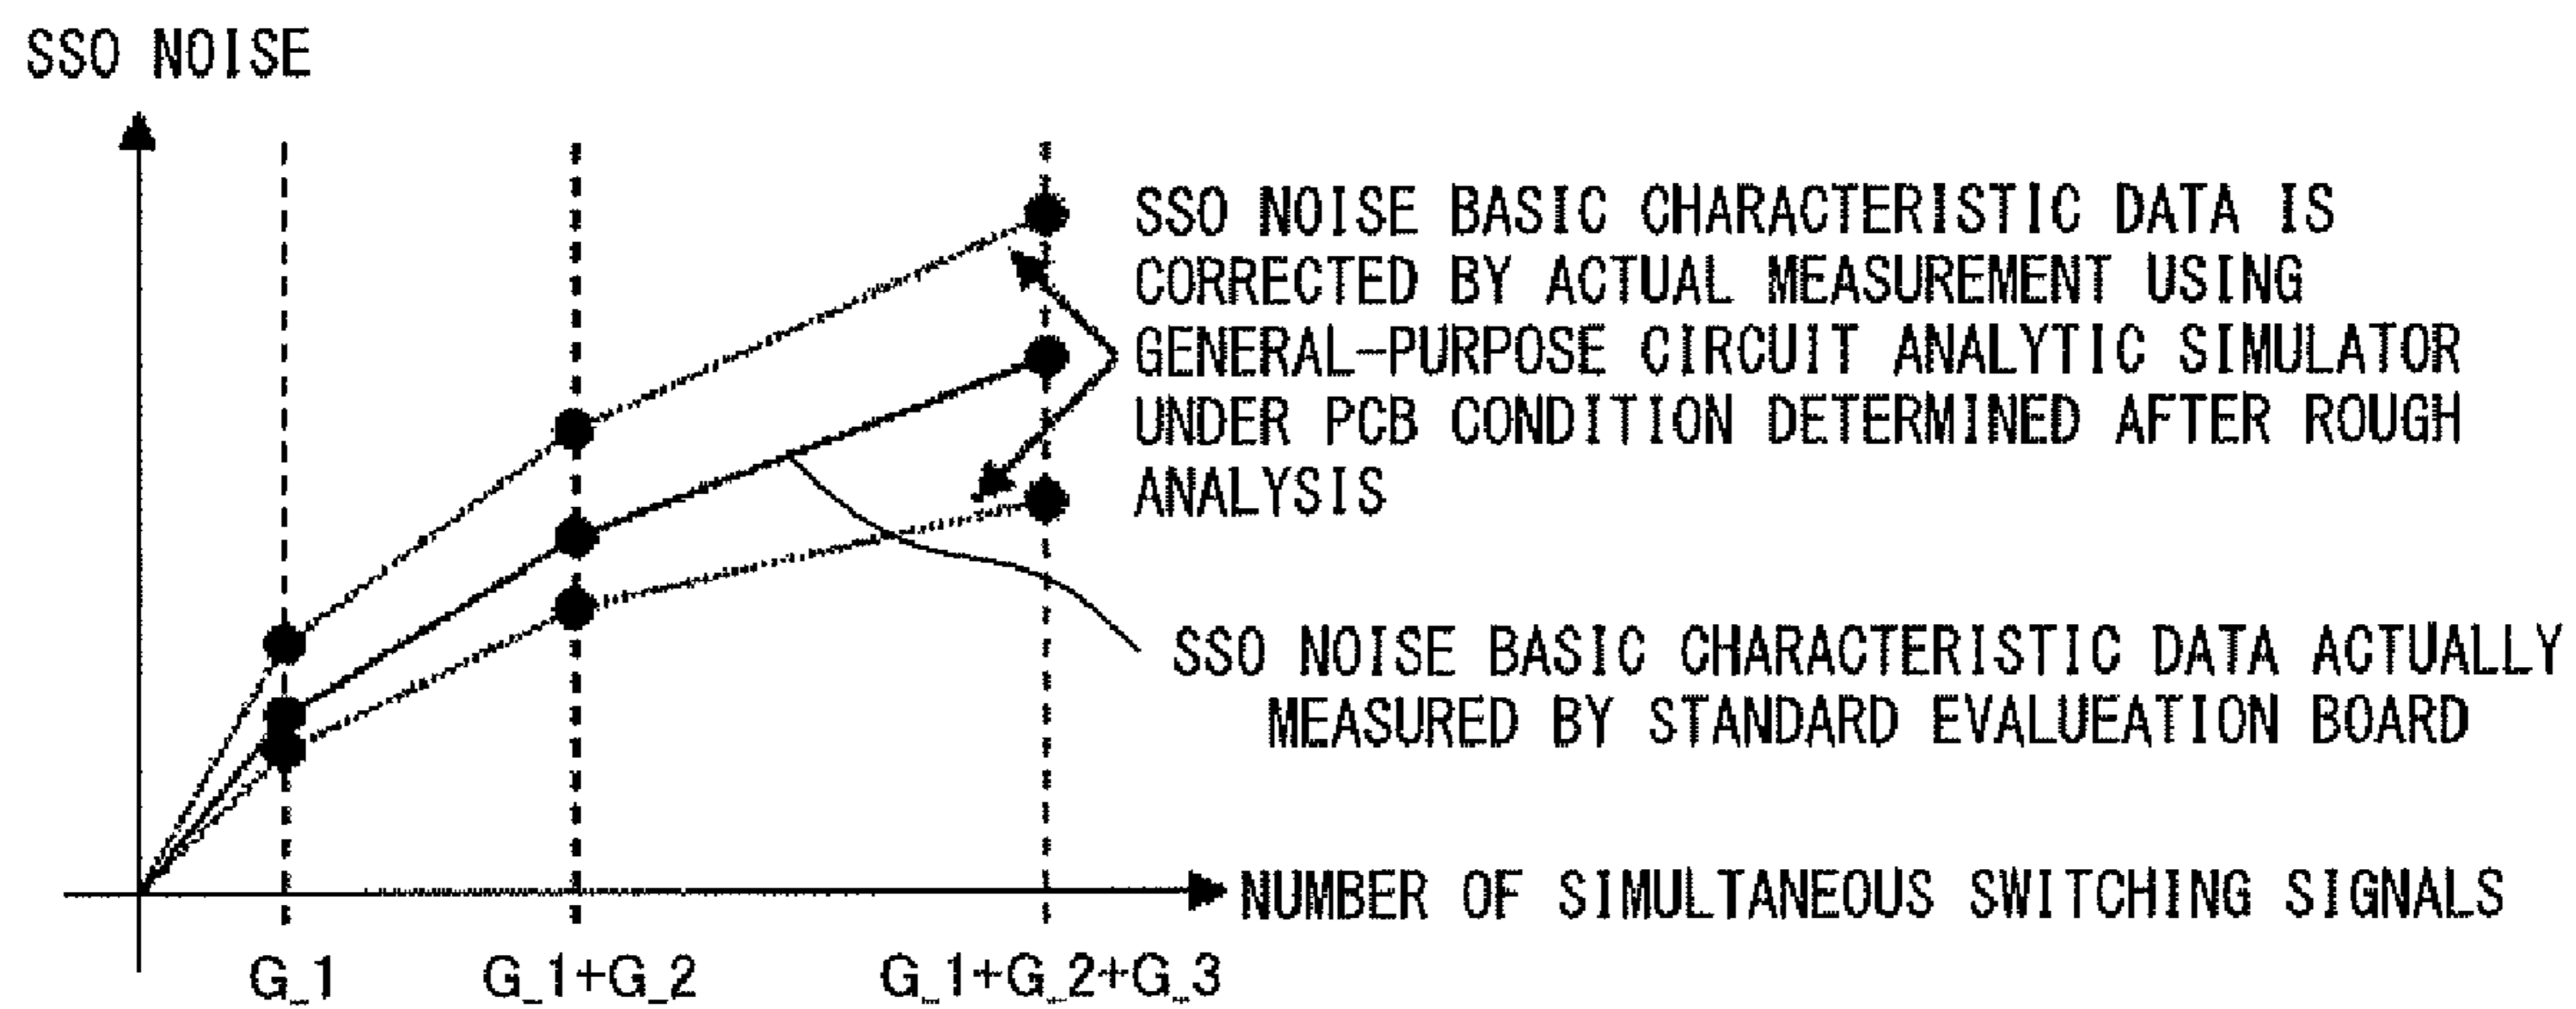 SSO NOISE
SSO NOISE BASIC CHARACTERISTIC DATA IS
CORRECTED BY ACTUAL MEASUREMENT USING
GENERAL-PURPOSE CIRCUIT ANALYTIC SIMULATOR
UNDER PCB CONDITION DETERMINED AFTER ROUGH
ANALYSIS
SSO NOISE BASIC CHARACTERISTIC DATA ACTUALLY
MEASURED BY STANDARD EVALUEATION BOARD
NUMBER OF SIMULTANEOUS SWITCHING SIGNALS
G_1
G_1+G_2
G_1+G_2+G_3